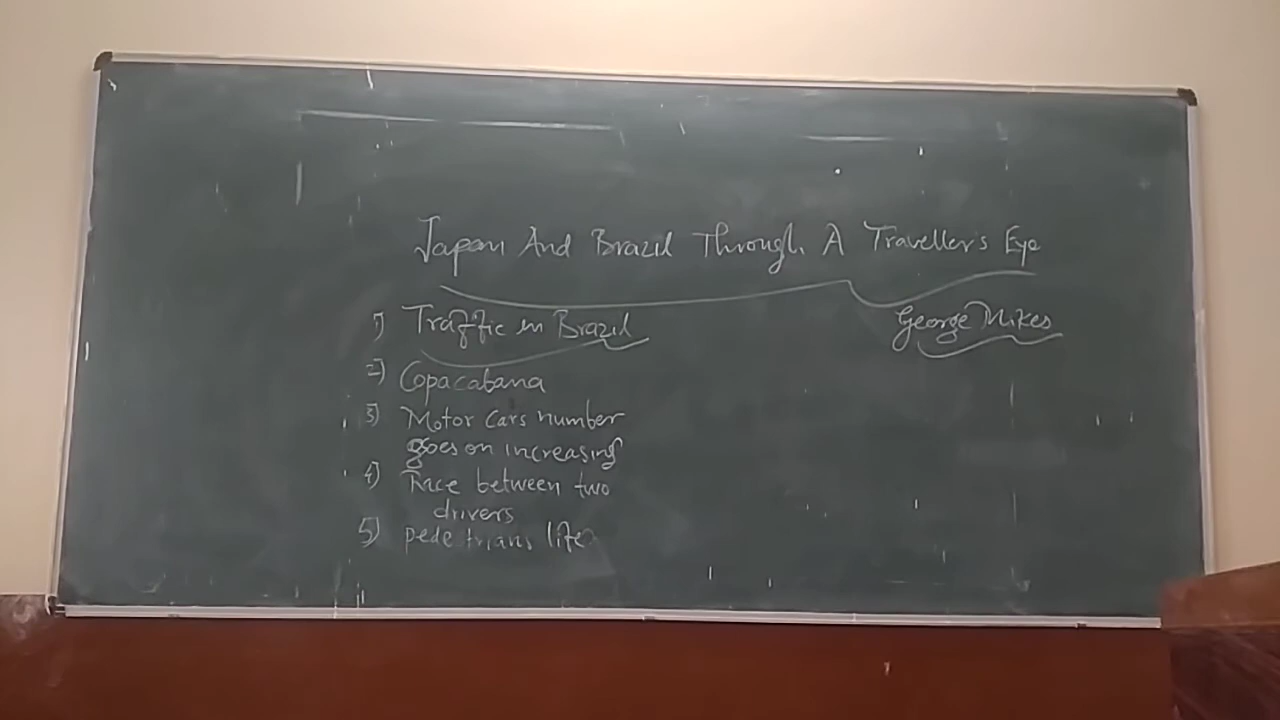 Japan And Brazil Through A Traveller's Eye
George Mikes
1) Traffic in Brazil
2) Copacabana
3) Motor Cars number
goes on increasing
4) Race between two
drivers
5) pedetrians life